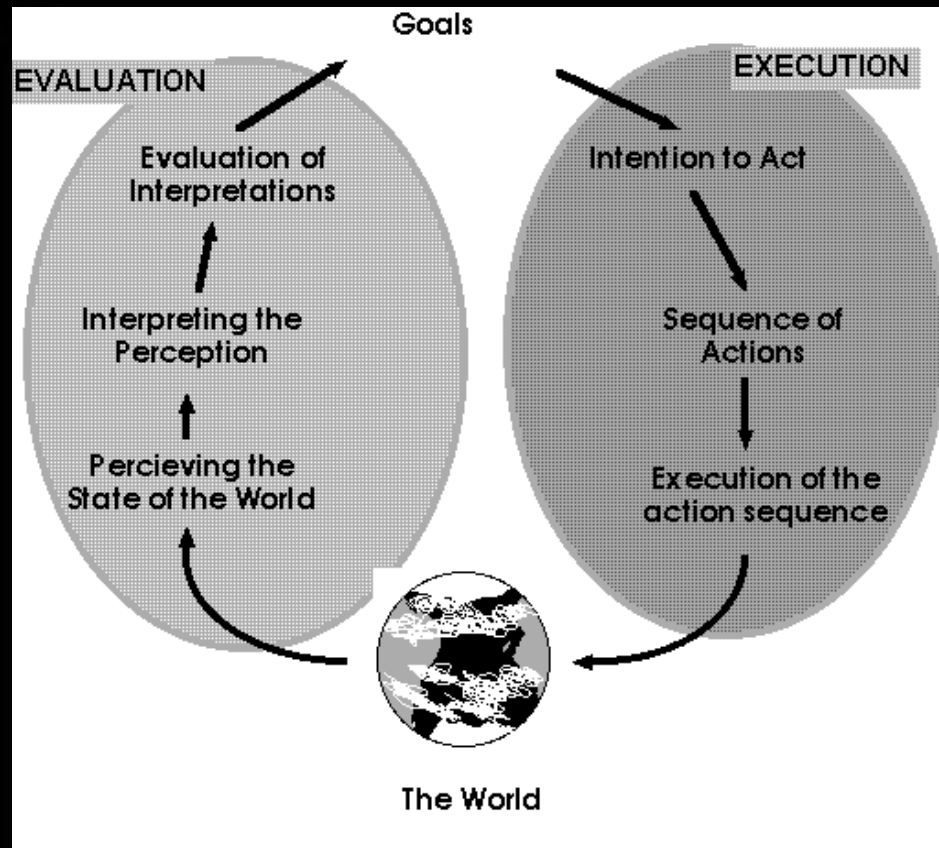 Goals
EVALUATION
EXECUTION
Evaluation of
Interpretations
Intention to Act
Interpreting the
Perception
Sequence of
Actions
Percieving the
State of the World
Execution of the
action sequence
The World